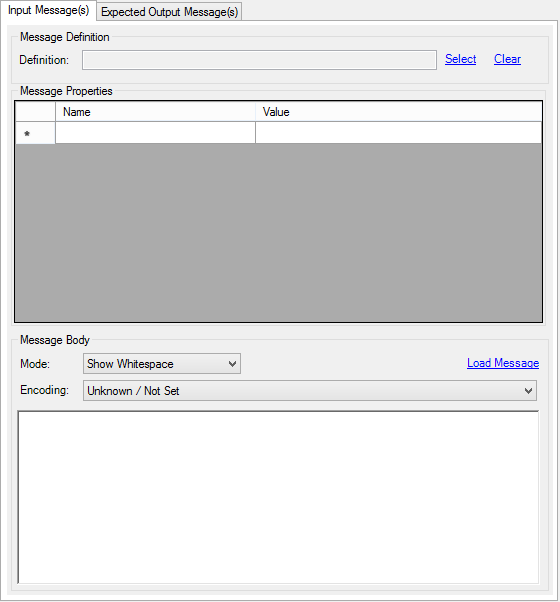 Input Message(s) Expected Output Message(s)
Message Definition
Definition: Select Clear
Message Properties
Name Value
*
Message Body
Mode: Show Whitespace Load Message
Encoding: Unknown / Not Set